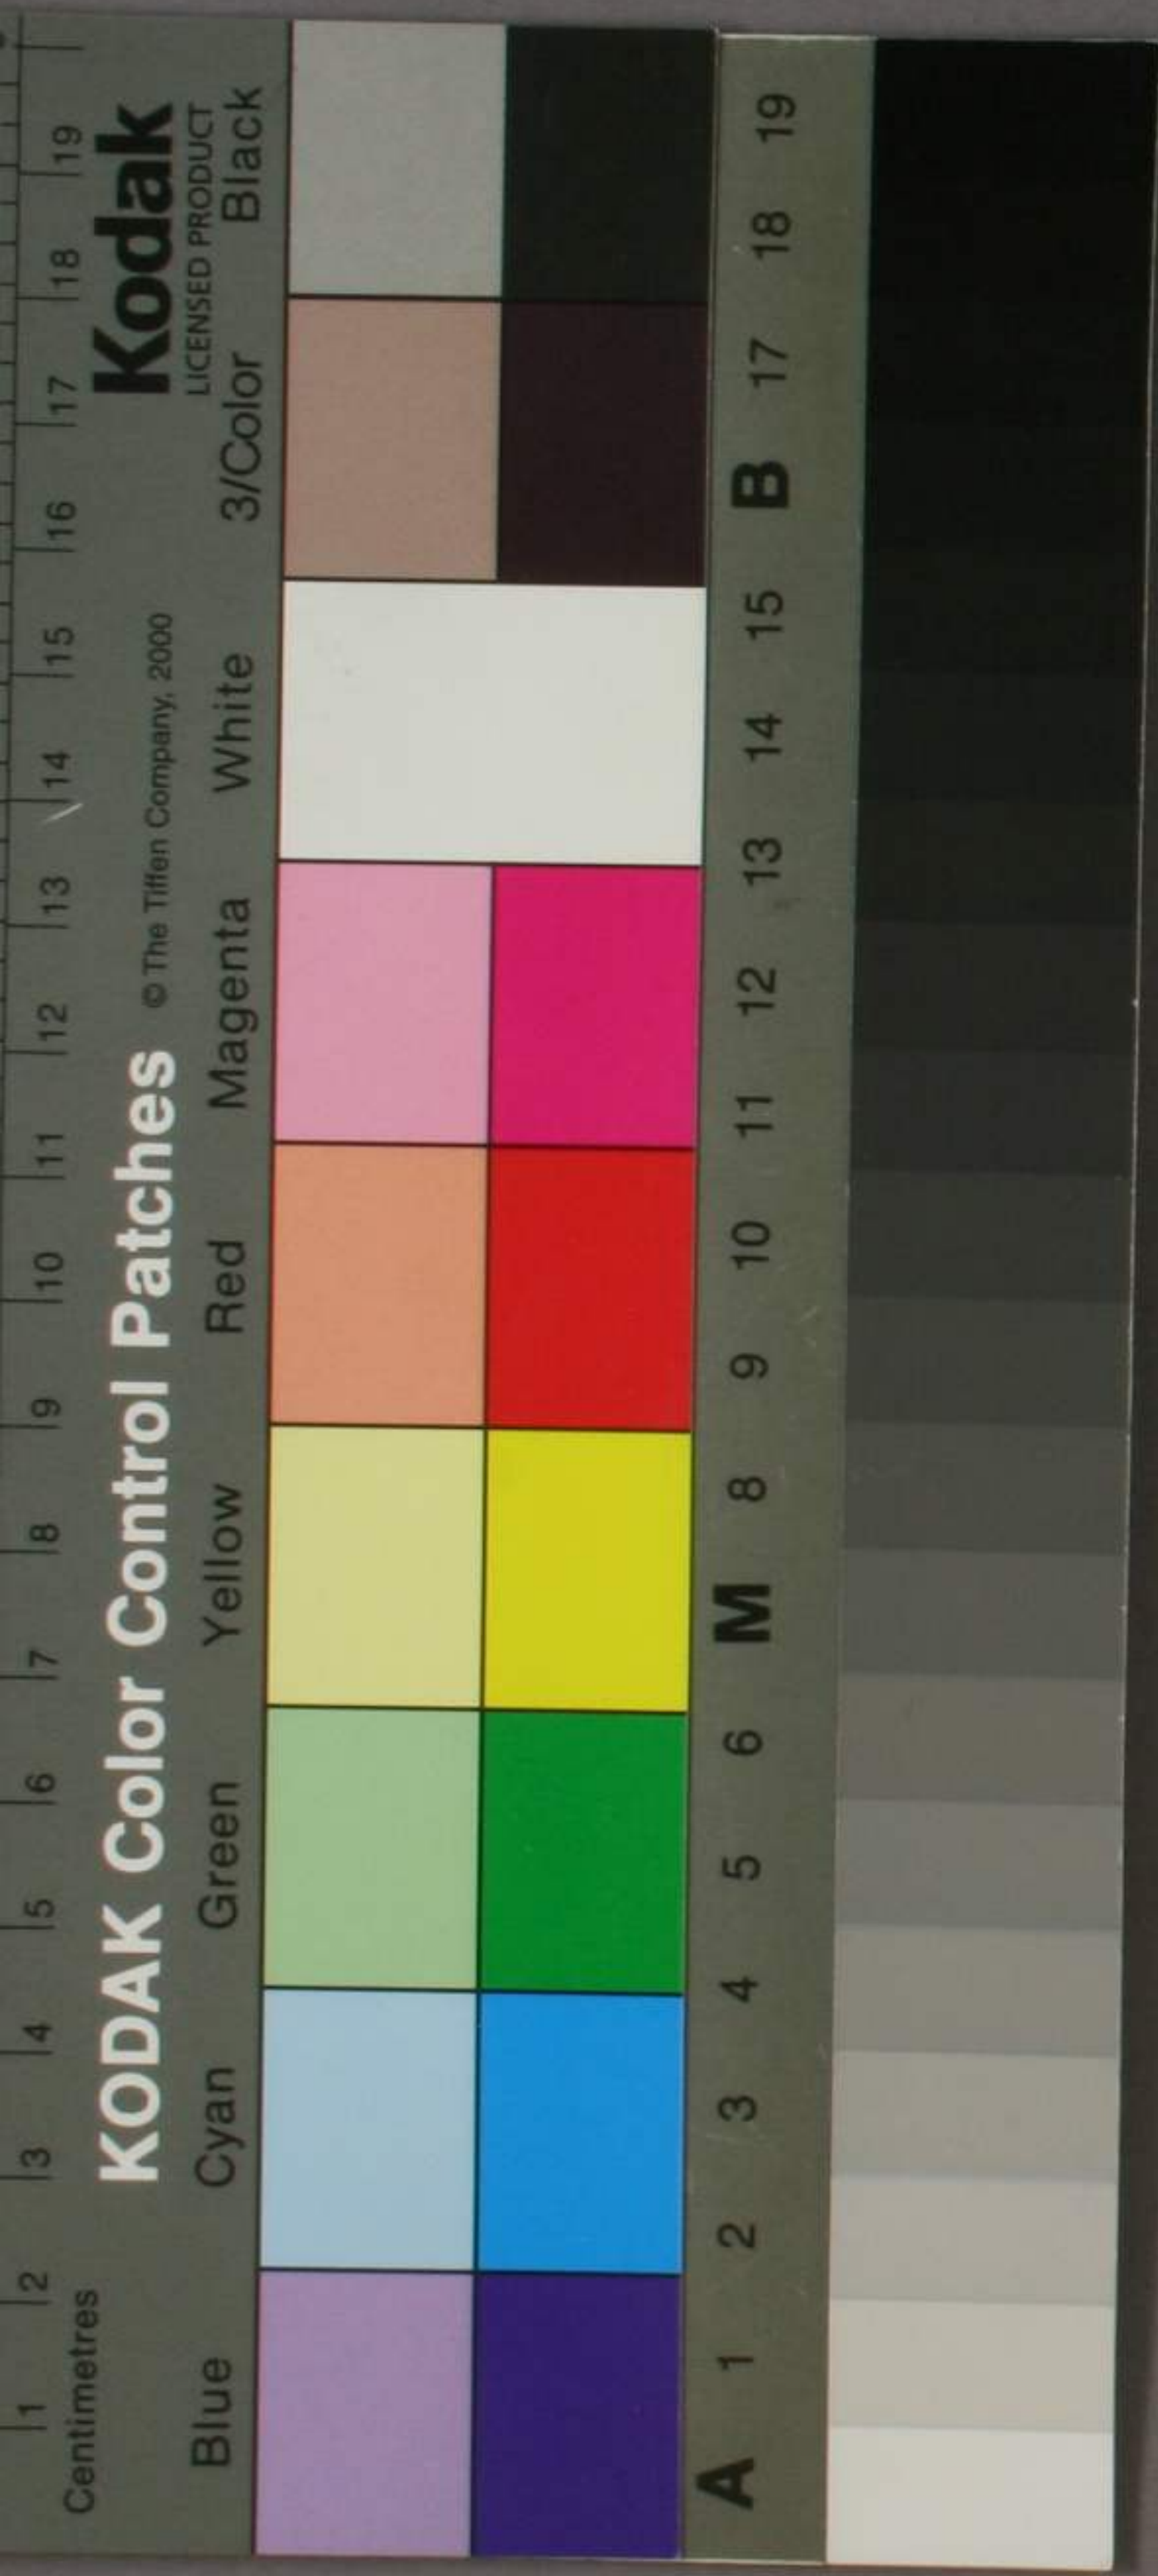 1 2 3 4 5 6 7 8 9 10 11 12 13 14 15 16 17 18 19
Centimetres
KODAK Color Control Patches © The Tiffen Company, 2000 Kodak
LICENSED PRODUCT
Blue Cyan Green Yellow Red Magenta White 3/Color Black
A 1 2 3 4 5 6 M 8 9 10 11 12 13 14 15 B 17 18 19